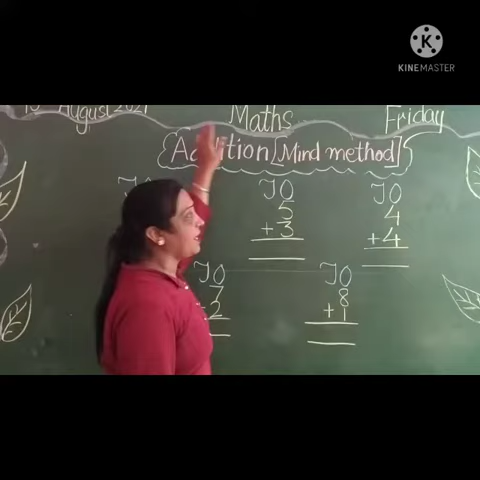 KINEMASTER
August 2021 Maths Friday
Addition [Mind method]
TO TO
5 4
+3 +4
TO TO
7 8
2 +1